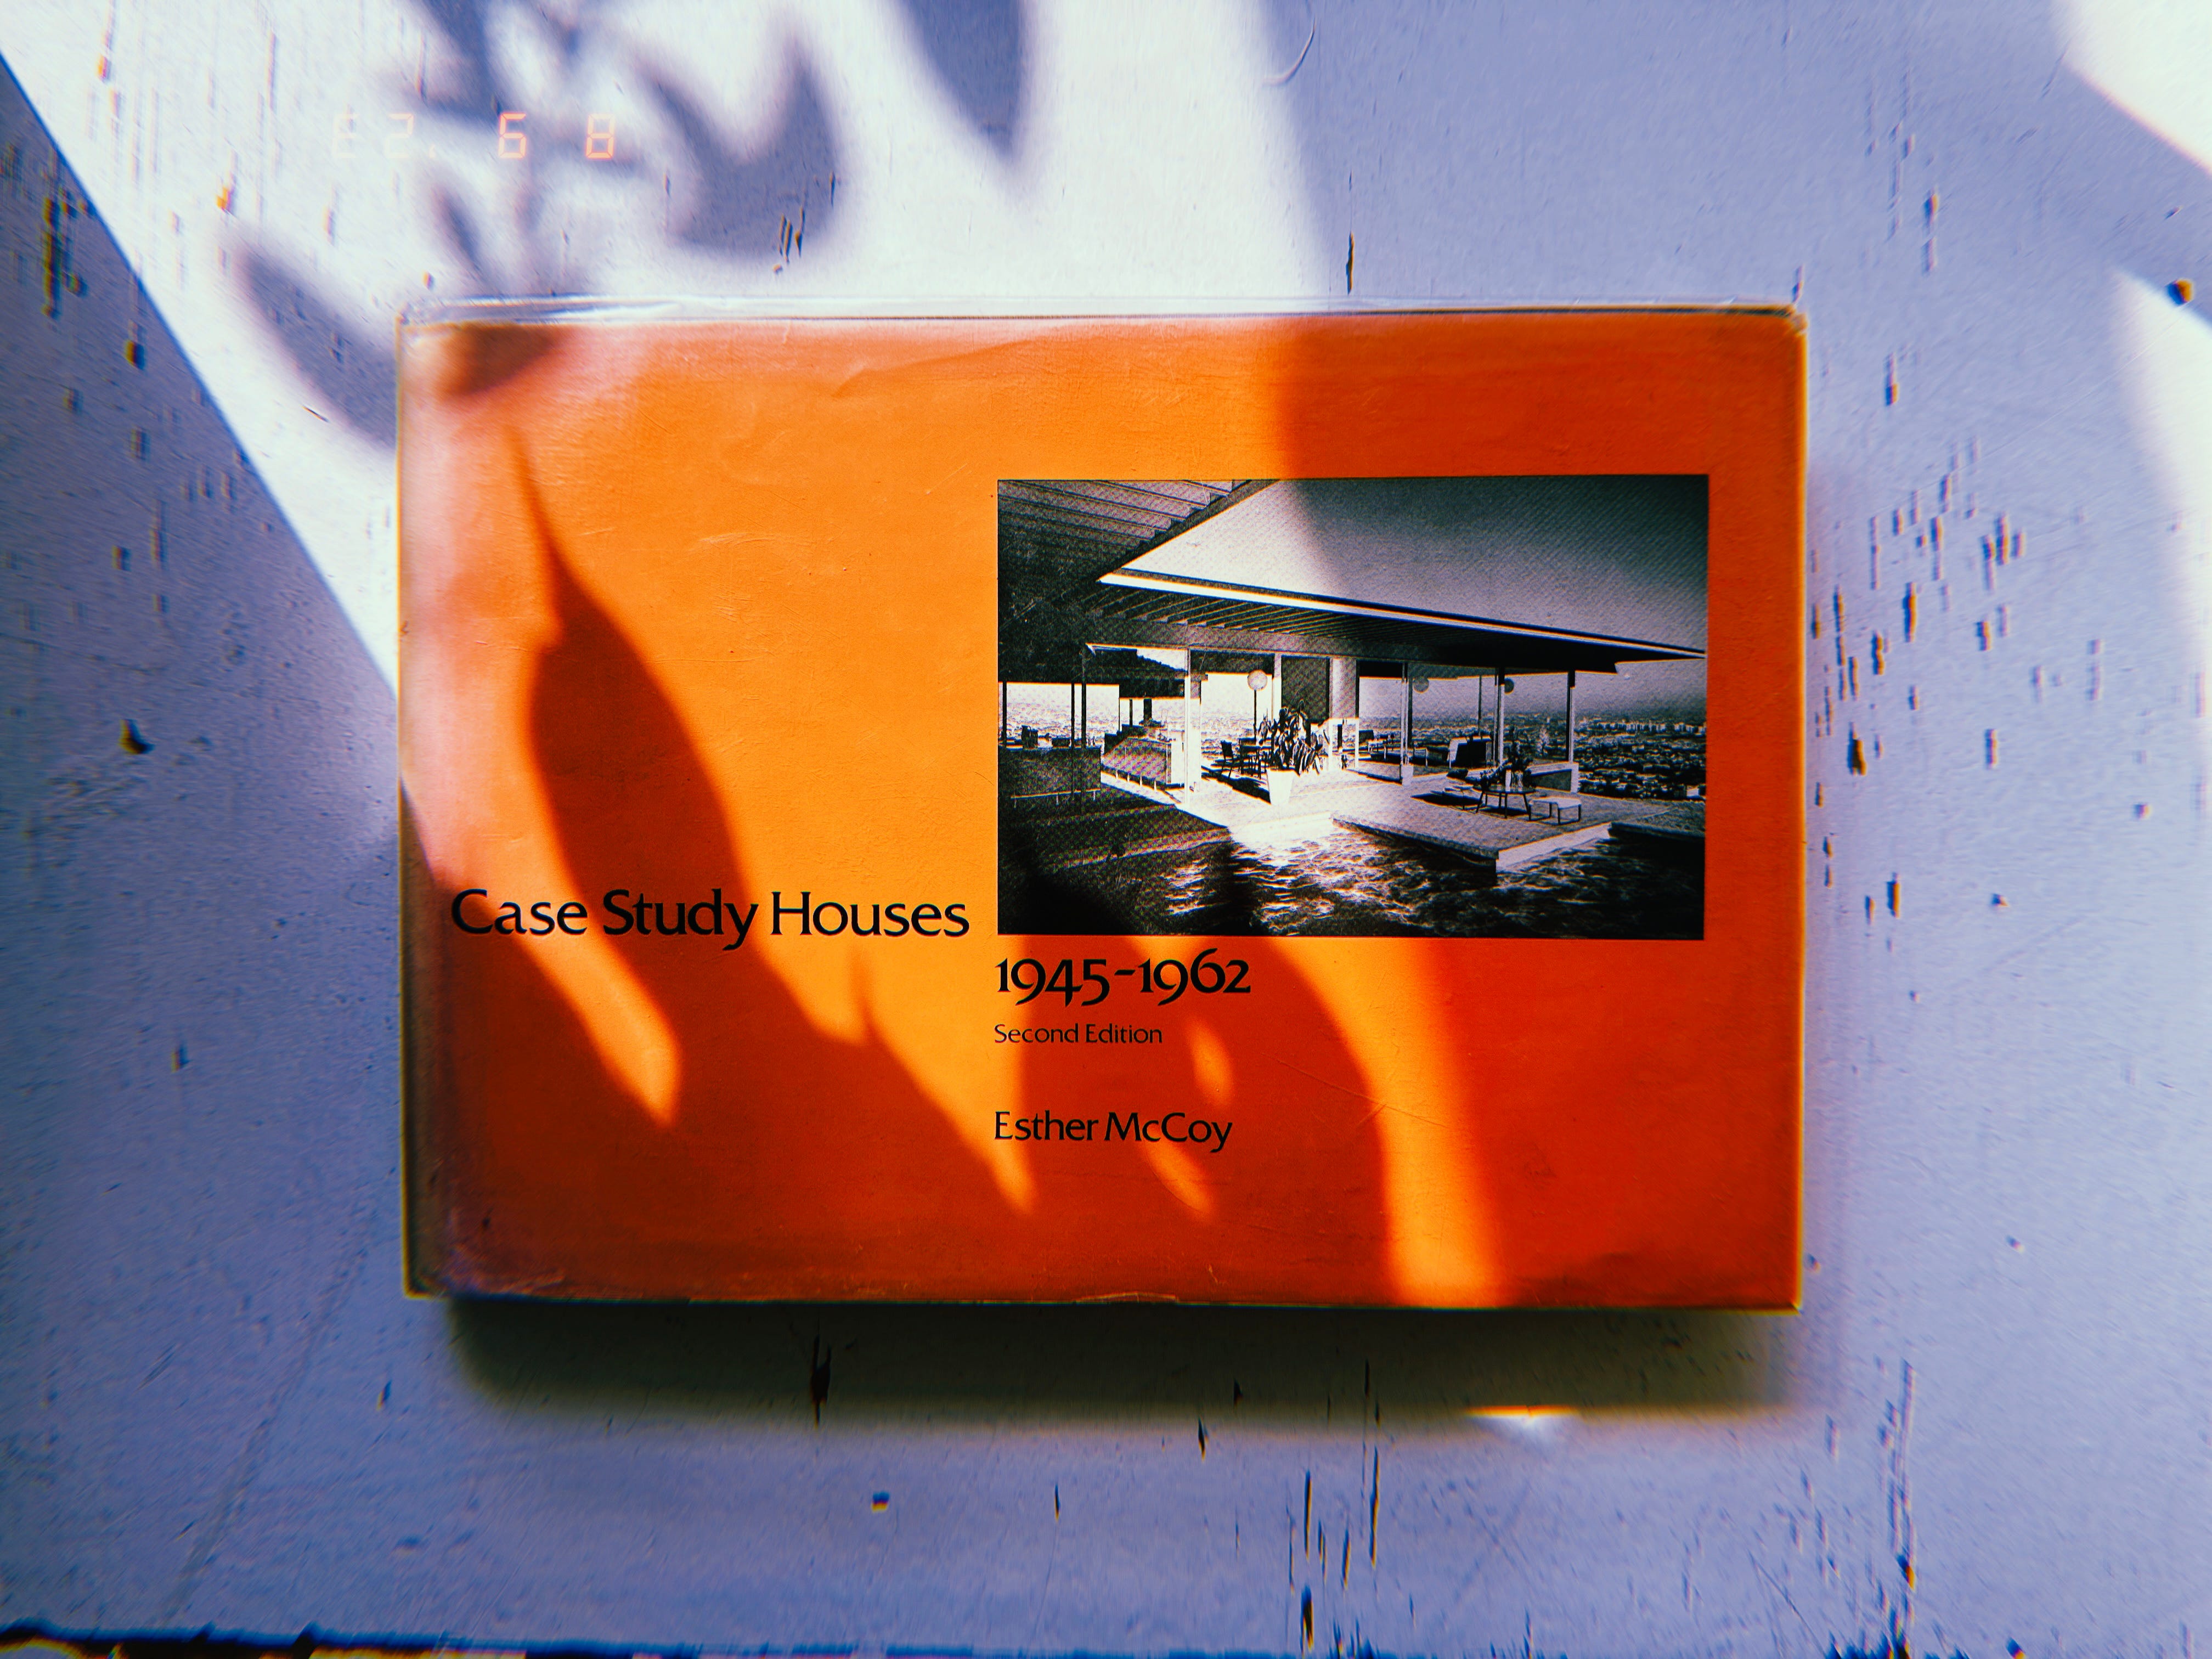 Case Study Houses
1945-1962
Second Edition
Esther McCoy